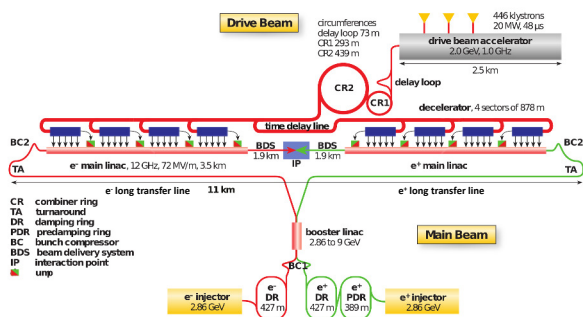 Drive Beam
circumferences
delay loop 73 m
CR1 293 m
CR2 439 m
446 klystrons
20 MW, 48 μs
drive beam accelerator
2.0 GeV, 1.0 GHz
2.5 km
delay loop
CR2
CR1
decelerator, 4 sectors of 878 m
time delay line
BC2
BDS
1.9 km
IP
BDS
1.9 km
BC2
e⁻ main linac, 12 GHz, 72 MV/m, 3.5 km
e⁺ main linac
TA
TA
e⁻ long transfer line
11 km
e⁺ long transfer line
CR combiner ring
TA turnaround
DR damping ring
PDR predamping ring
BC bunch compressor
BDS beam delivery system
IP interaction point
ump
booster linac
2.86 to 9 GeV
Main Beam
BC1
e⁻ injector
2.86 GeV
e⁻
DR
427 m
e⁺
DR
427 m
e⁺
PDR
389 m
e⁺ injector
2.86 GeV